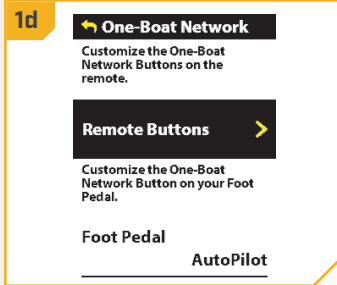 1d
One-Boat Network
Customize the One-Boat
Network Buttons on the
remote.
Remote Buttons
Customize the One-Boat
Network Button on your Foot
Pedal.
Foot Pedal
AutoPilot